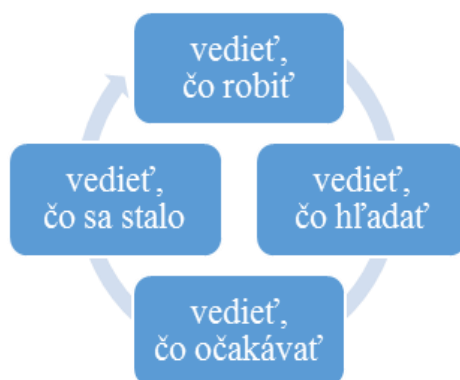 vedieť,
čo robiť
vedieť,
čo hľadať
vedieť,
čo očakávať
vedieť,
čo sa stalo